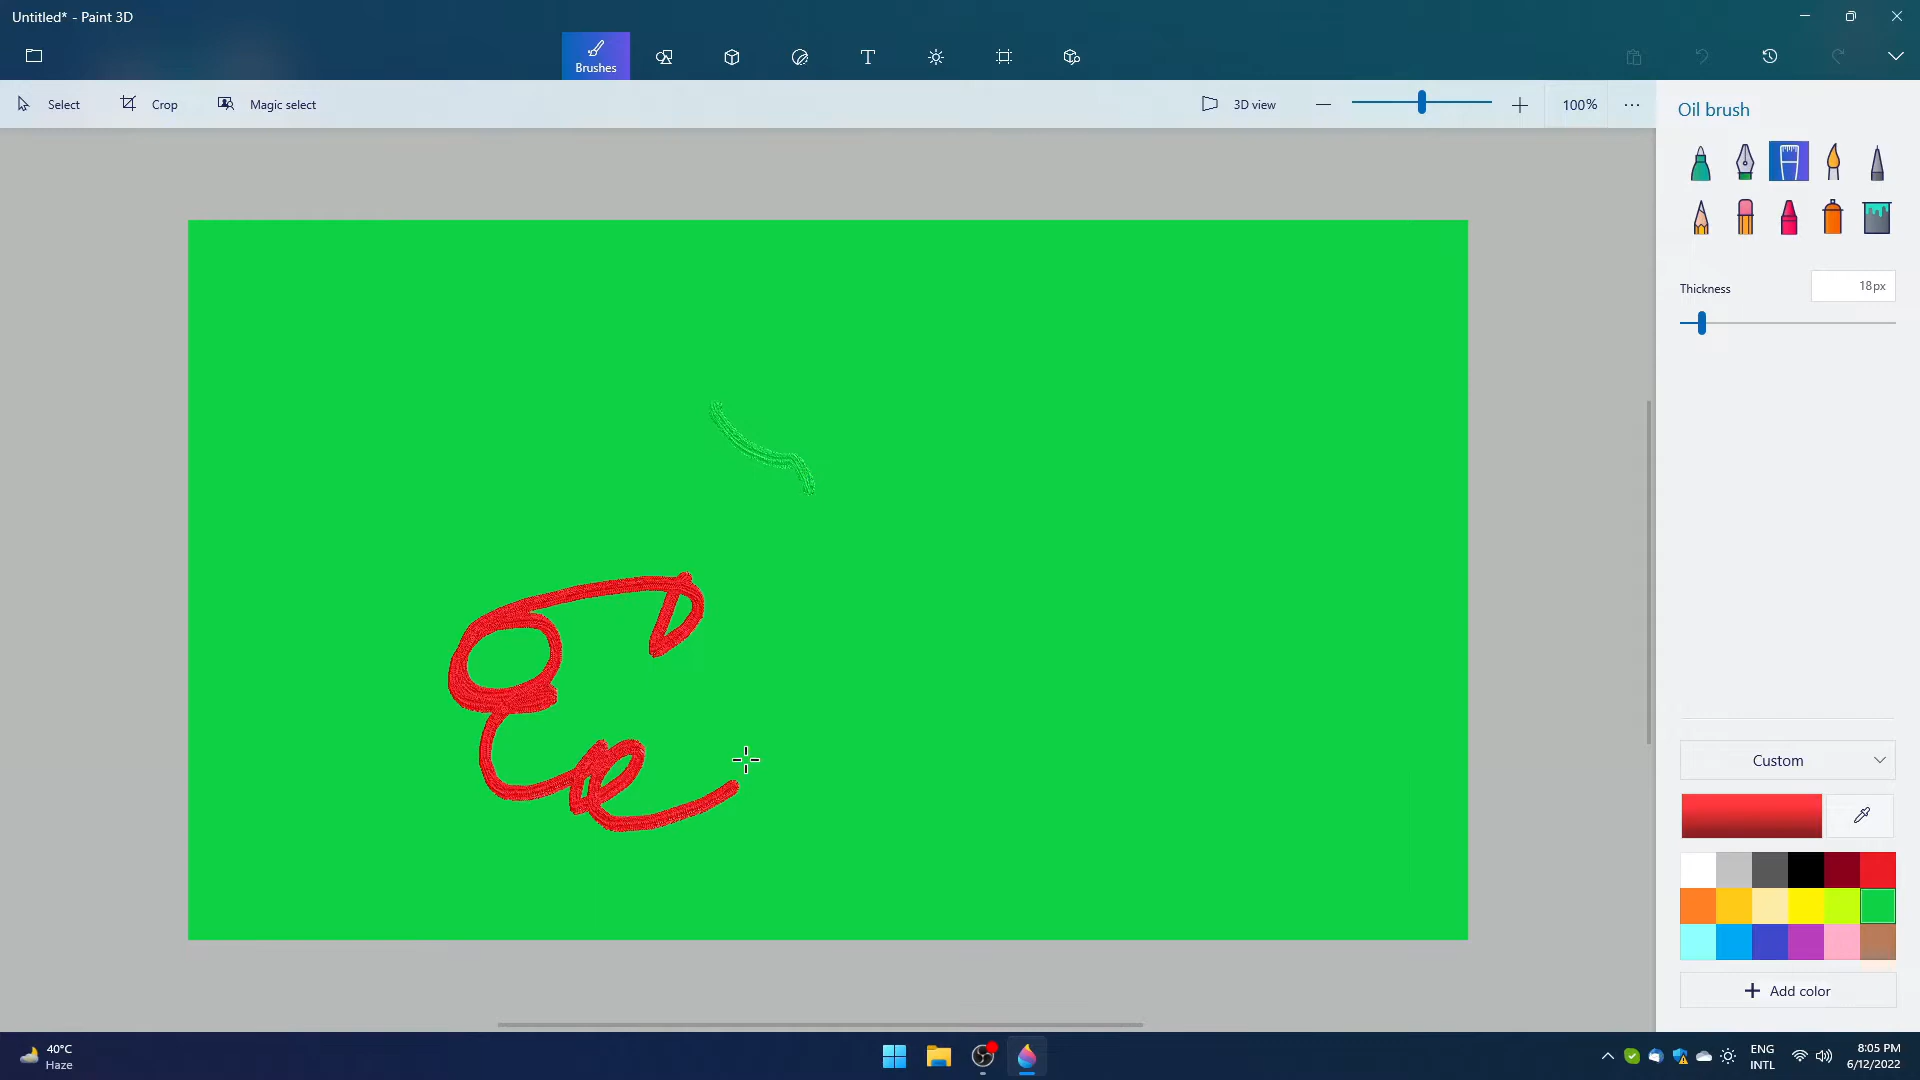 Untitled* - Paint 3D
Brushes
Select
Crop
Magic select
3D view
100%
Oil brush
Thickness
18px
Custom
Add color
40°C
Haze
ENG
INTL
8:05 PM
6/12/2022